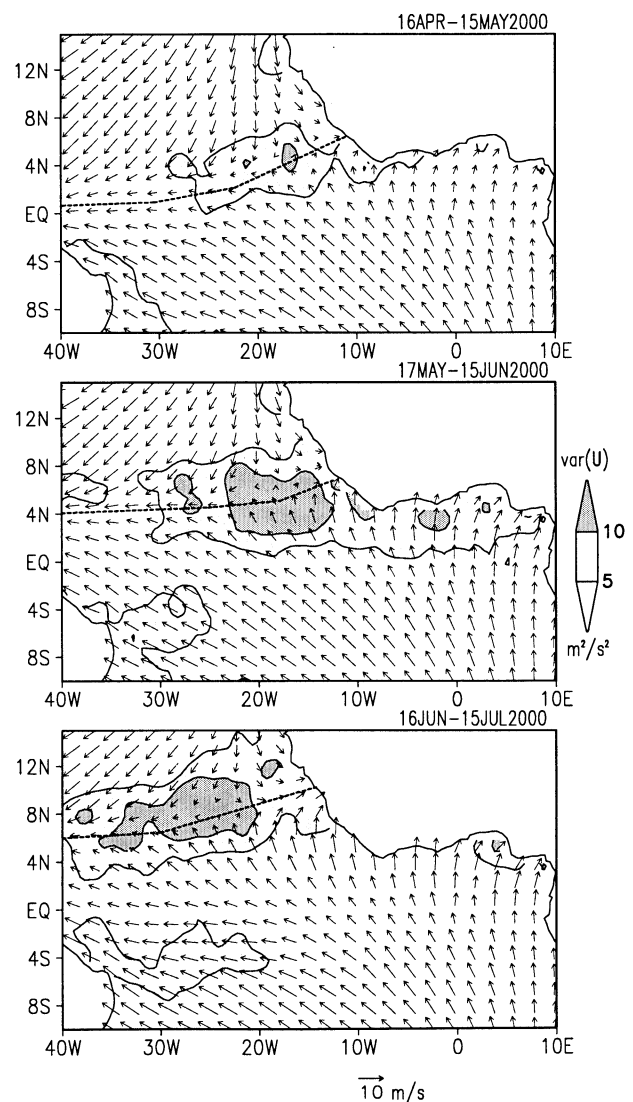 16APR-15MAY2000
12N
8N
4N
EQ
4S
8S
40W 30W 20W 10W 0 10E
17MAY-15JUN2000
12N
8N
4N
EQ
4S
8S
40W 30W 20W 10W 0 10E
var(U)
10
5
m²/s²
16JUN-15JUL2000
12N
8N
4N
EQ
4S
8S
40W 30W 20W 10W 0 10E
10 m/s